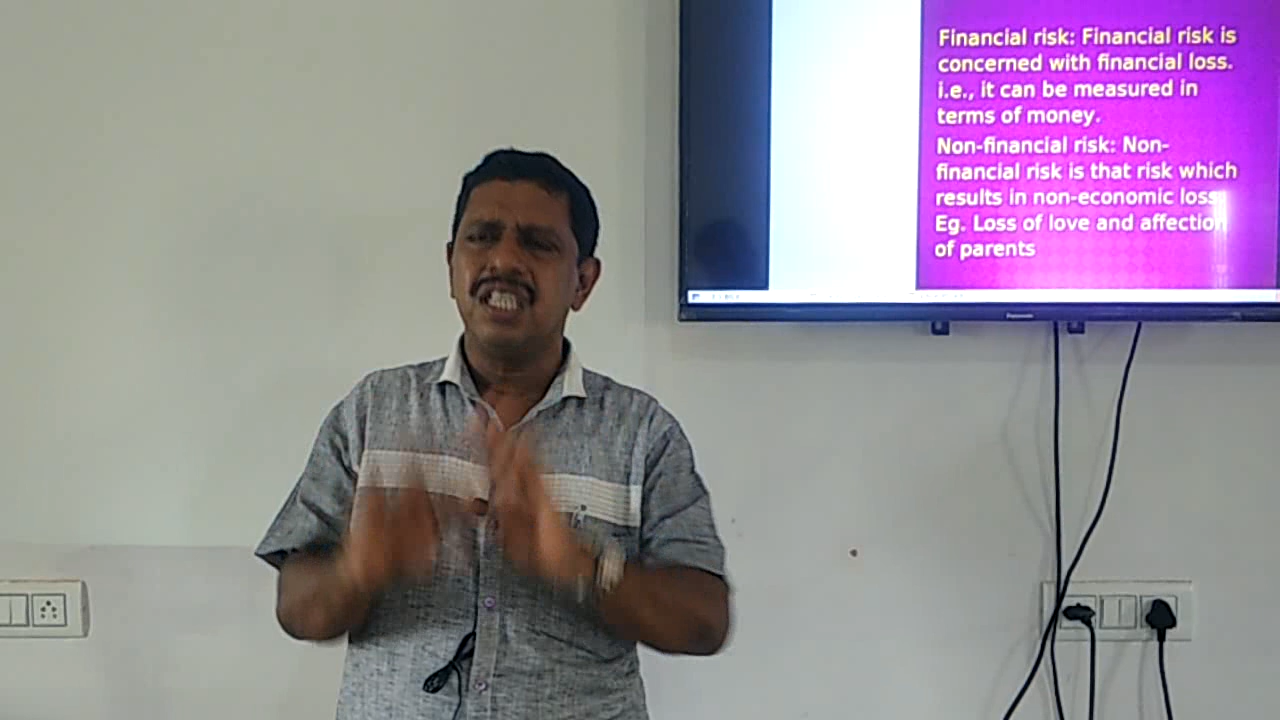 Financial risk: Financial risk is
concerned with financial loss.
i.e., it can be measured in
terms of money.
Non-financial risk: Non-
financial risk is that risk which
results in non-economic loss.
Eg. Loss of love and affection
of parents
Panasonic